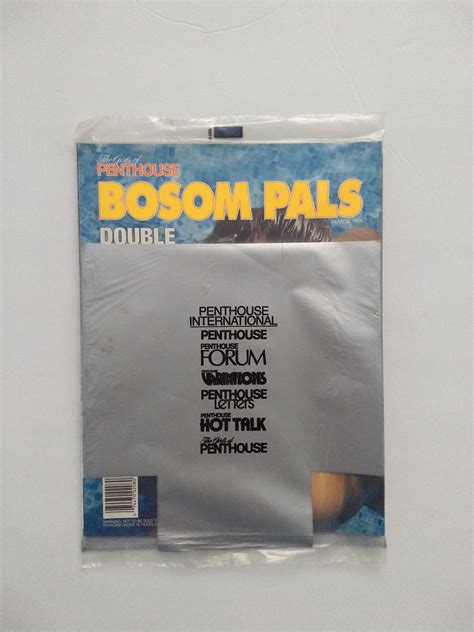 The Girls of
PENTHOUSE
BOSOM PALS
DOUBLE
PENTHOUSE
INTERNATIONAL
PENTHOUSE
PENTHOUSE
FORUM
VARIATIONS
PENTHOUSE
Letters
PENTHOUSE
HOT TALK
The Girls of
PENTHOUSE